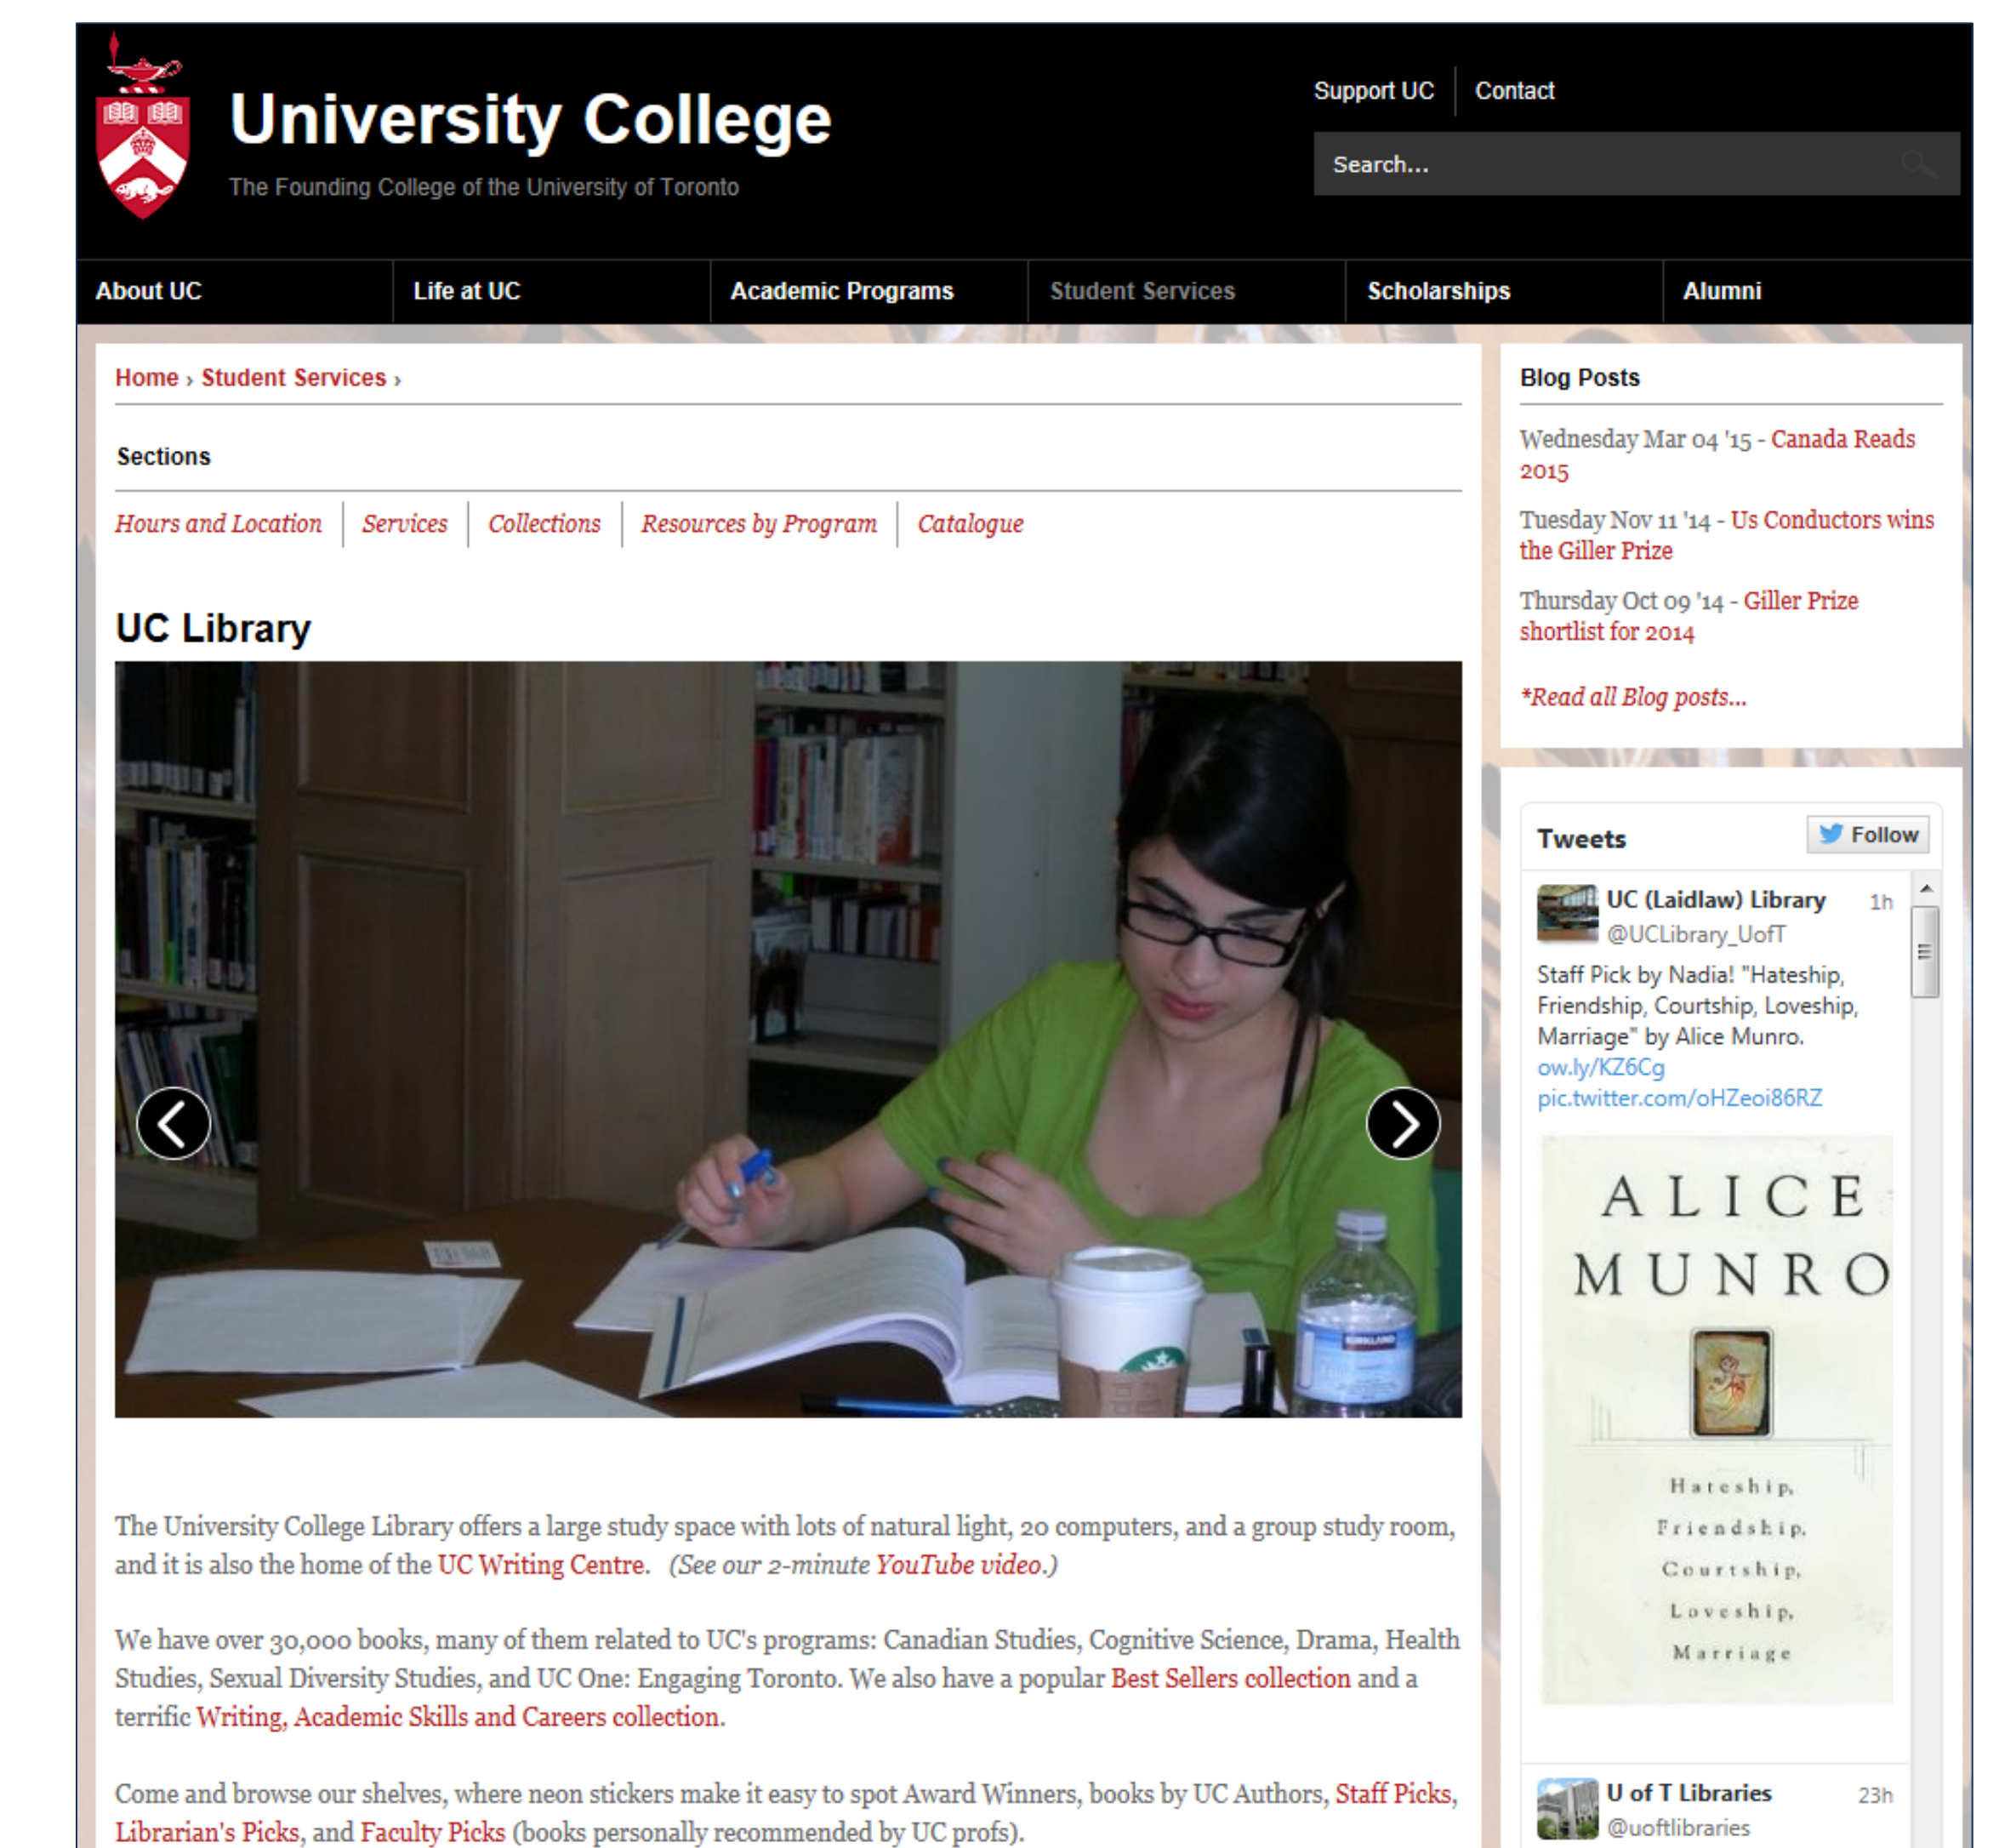 University College
The Founding College of the University of Toronto
Support UC
Contact
Search...
About UC
Life at UC
Academic Programs
Student Services
Scholarships
Alumni
Home › Student Services ›
Sections
Hours and Location
Services
Collections
Resources by Program
Catalogue
UC Library
KIRKLAND
The University College Library offers a large study space with lots of natural light, 20 computers, and a group study room,
and it is also the home of the UC Writing Centre. (See our 2-minute YouTube video.)
We have over 30,000 books, many of them related to UC's programs: Canadian Studies, Cognitive Science, Drama, Health
Studies, Sexual Diversity Studies, and UC One: Engaging Toronto. We also have a popular Best Sellers collection and a
terrific Writing, Academic Skills and Careers collection.
Come and browse our shelves, where neon stickers make it easy to spot Award Winners, books by UC Authors, Staff Picks,
Librarian's Picks, and Faculty Picks (books personally recommended by UC profs).
Blog Posts
Wednesday Mar 04 '15 - Canada Reads
2015
Tuesday Nov 11 '14 - Us Conductors wins
the Giller Prize
Thursday Oct 09 '14 - Giller Prize
shortlist for 2014
*Read all Blog posts...
Tweets
Follow
UC (Laidlaw) Library 1h
@UCLibrary_UofT
Staff Pick by Nadia! "Hateship,
Friendship, Courtship, Loveship,
Marriage" by Alice Munro.
ow.ly/KZ6Cg
pic.twitter.com/oHZeoi86RZ
ALICE
MUNRO
Hateship,
Friendship,
Courtship,
Loveship,
Marriage
U of T Libraries 23h
@uoftlibraries